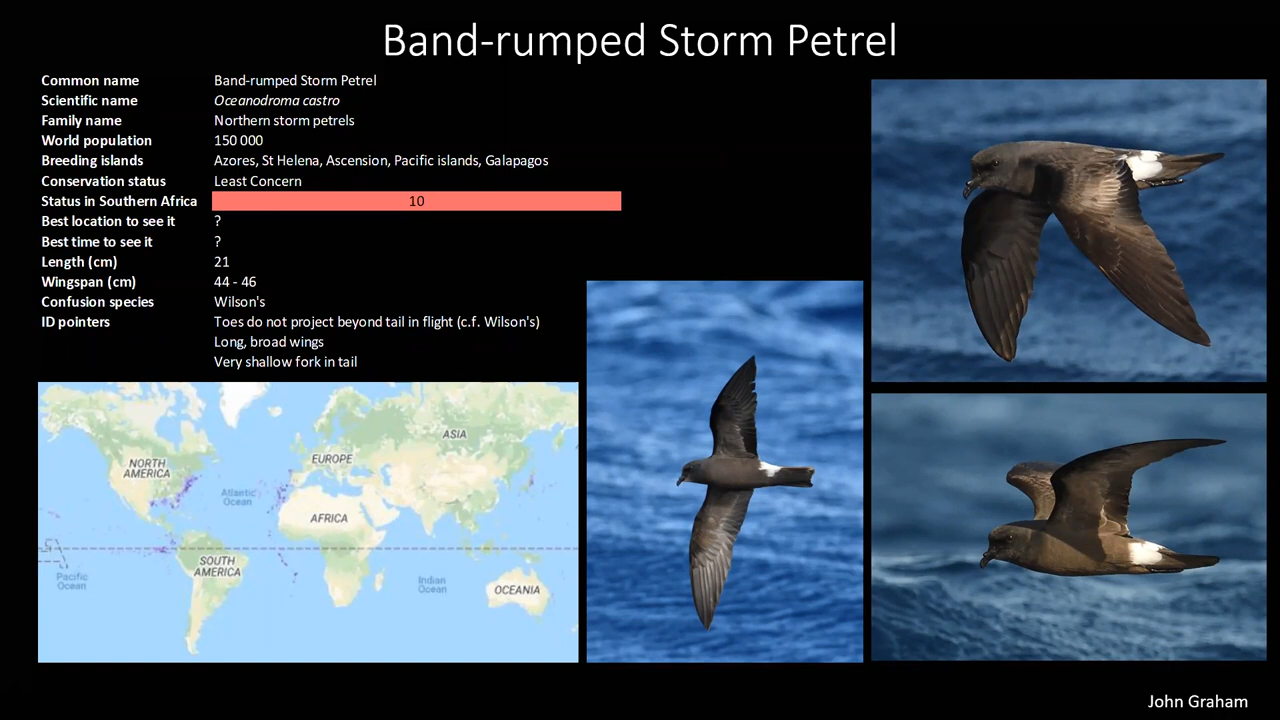 Band-rumped Storm Petrel
Common name Band-rumped Storm Petrel
Scientific name Oceanodroma castro
Family name Northern storm petrels
World population 150 000
Breeding islands Azores, St Helena, Ascension, Pacific islands, Galapagos
Conservation status Least Concern
Status in Southern Africa 10
Best location to see it ?
Best time to see it ?
Length (cm) 21
Wingspan (cm) 44 - 46
Confusion species Wilson's
ID pointers Toes do not project beyond tail in flight (c.f. Wilson's)
Long, broad wings
Very shallow fork in tail
ASIA
EUROPE
NORTH
AMERICA
Atlantic
Ocean
AFRICA
SOUTH
AMERICA
Pacific
Ocean
Indian
Ocean
OCEANIA
John Graham